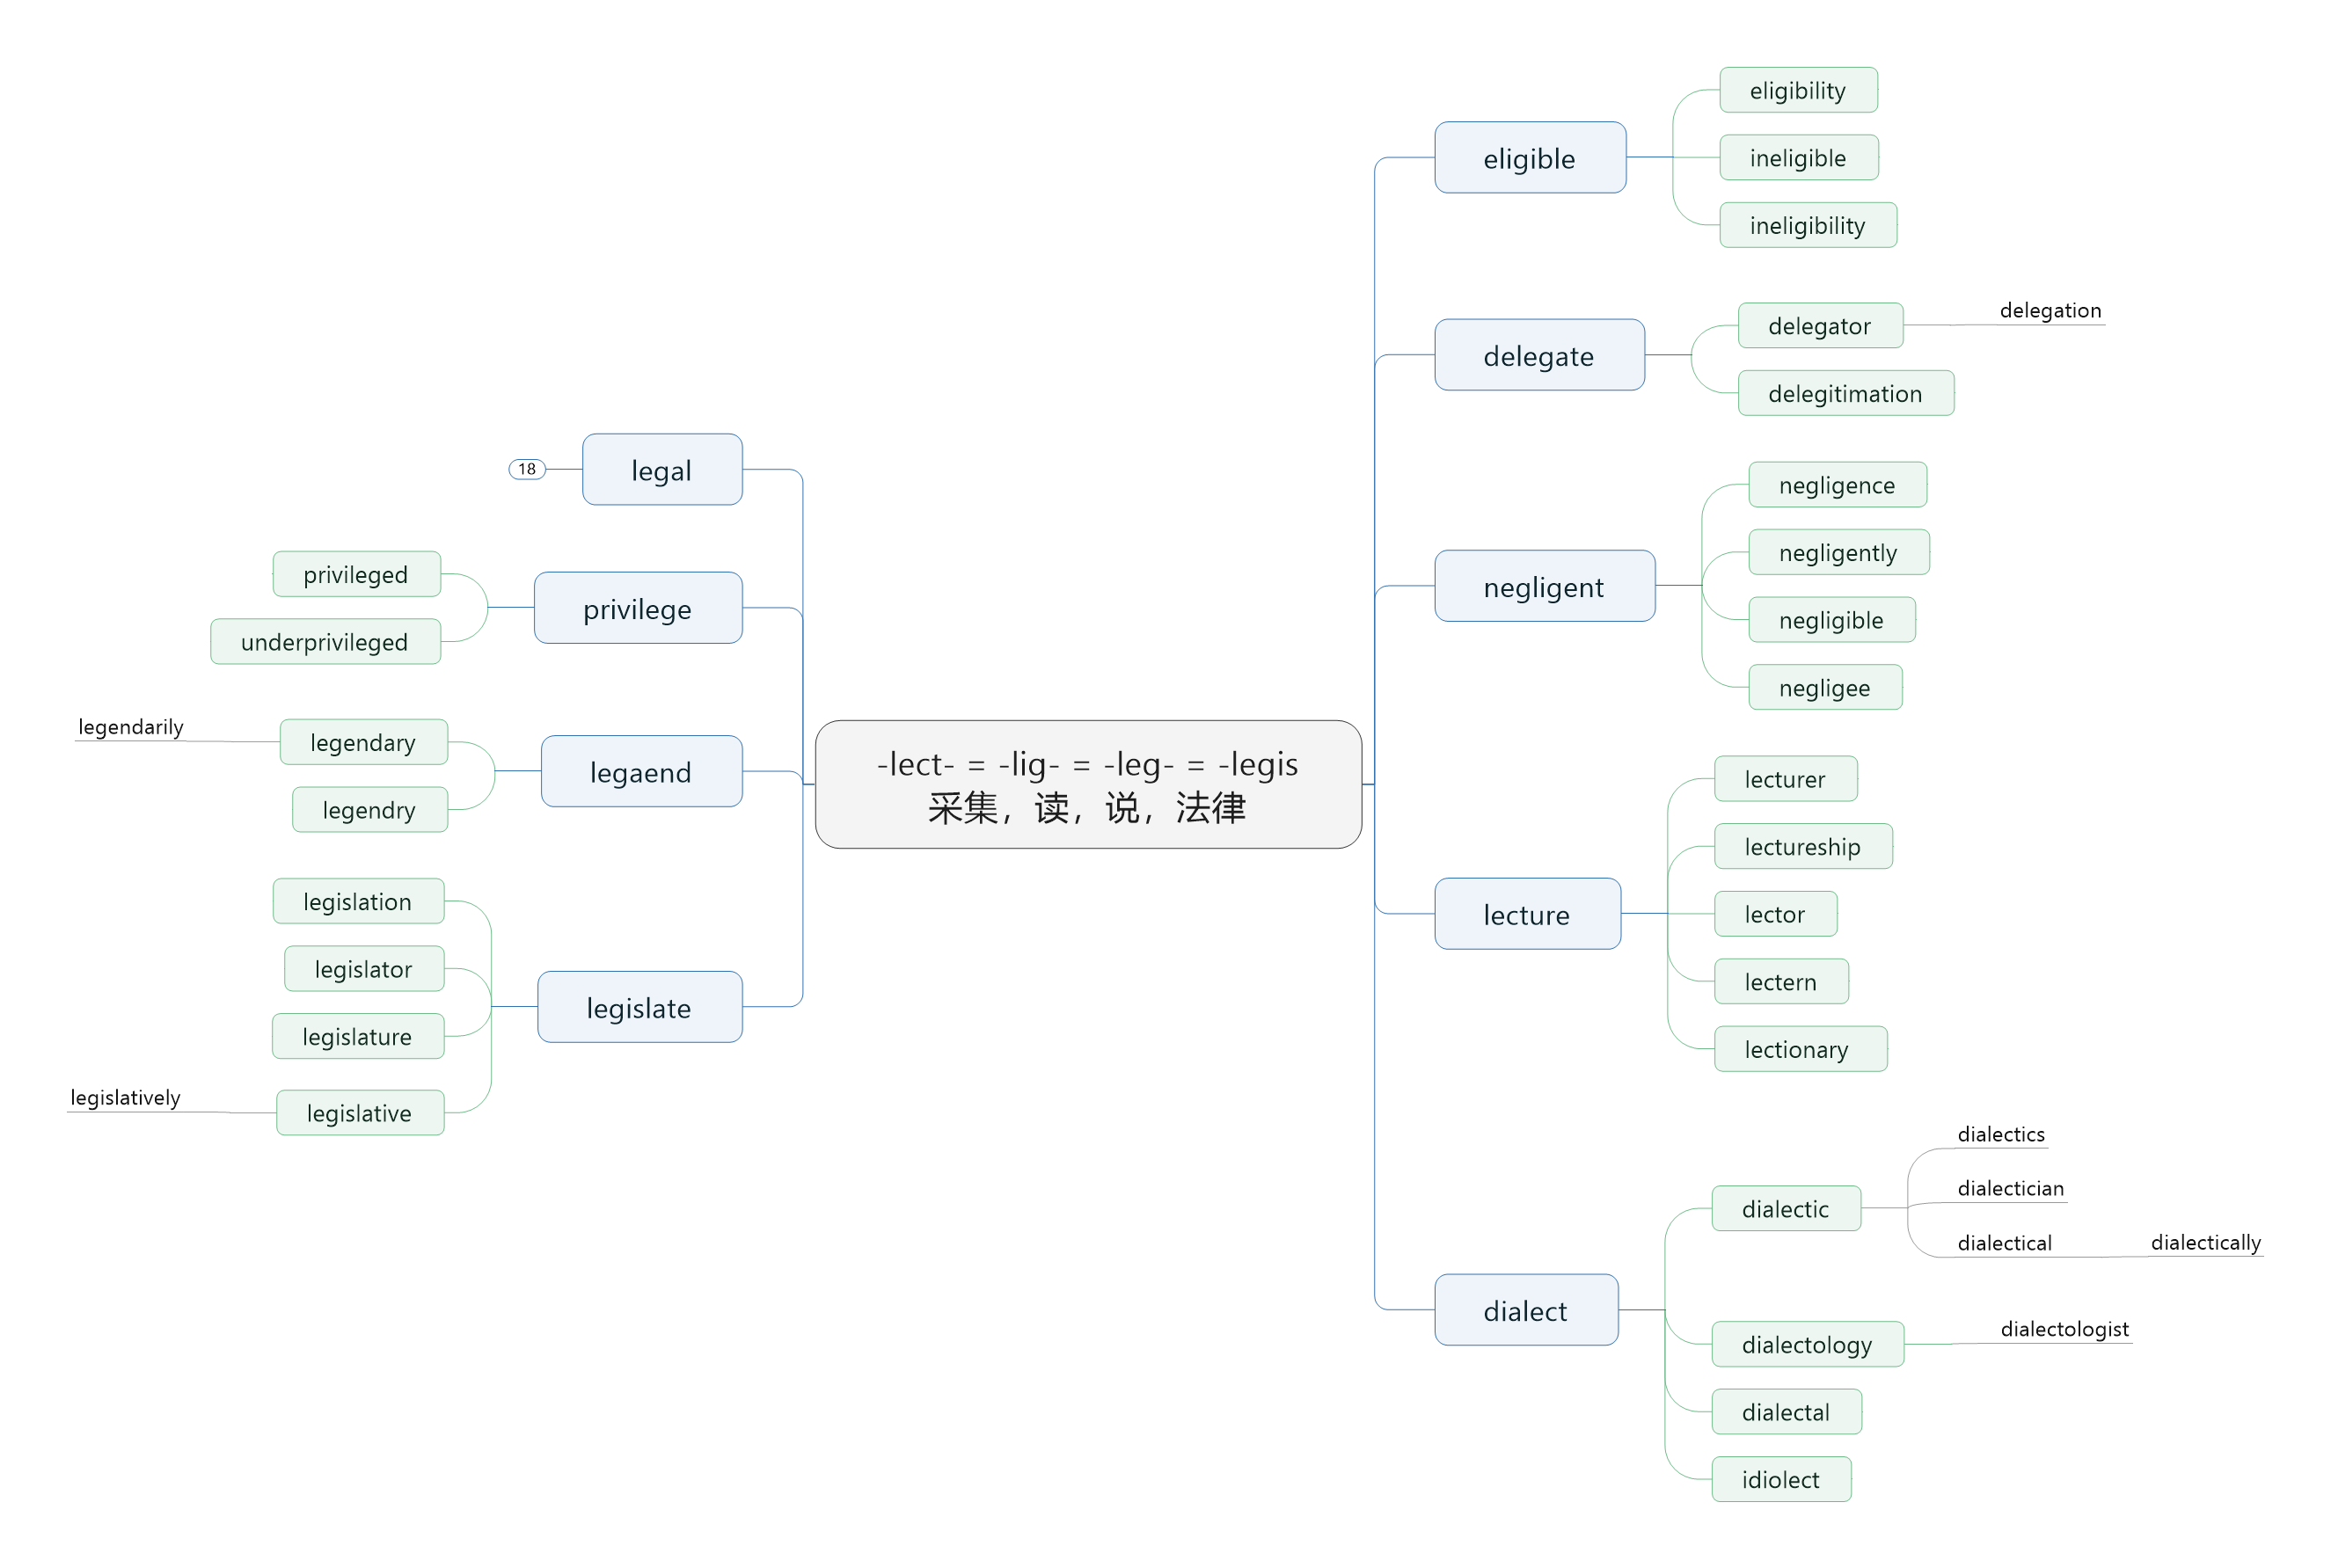 -lect- = -lig- = -leg- = -legis
采集，读，说，法律
eligible
eligibility
ineligible
ineligibility
delegate
delegator
delegation
delegitimation
negligent
negligence
negligently
negligible
negligee
lecture
lecturer
lectureship
lector
lectern
lectionary
dialect
dialectic
dialectics
dialectician
dialectical
dialectically
dialectology
dialectologist
dialectal
idiolect
legal
18
privilege
privileged
underprivileged
legaend
legendary
legendarily
legendry
legislate
legislation
legislator
legislature
legislative
legislatively